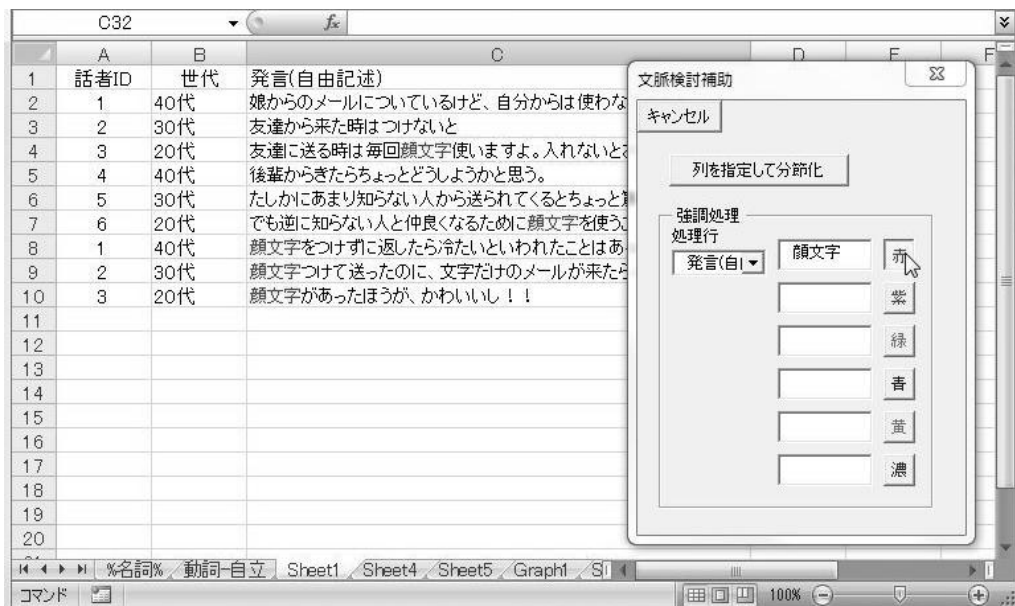 C32 fx
A B C D E F
1 話者ID 世代 発言(自由記述)
2 1 40代 娘からのメールについているけど、自分からは使わな
3 2 30代 友達から来た時はつけないと
4 3 20代 友達に送る時は毎回顔文字使いますよ。入れないと
5 4 40代 後輩からきたらちょっとどうしようかと思う。
6 5 30代 たしかにあまり知らない人から送られてくるとちょっと
7 6 20代 でも逆に知らない人と仲良くなるために顔文字を使う
8 1 40代 顔文字をつけずに返したら冷たいといわれたことはあ
9 2 30代 顔文字つけて送ったのに、文字だけのメールが来たら
10 3 20代 顔文字があったほうが、かわいいし！！
11
12
13
14
15
16
17
18
19
20
文脈検討補助
キャンセル
列を指定して分節化
強調処理
処理行
発言(自 顔文字 赤
紫
緑
青
黄
濃
%名詞% 動詞-自立 Sheet1 Sheet4 Sheet5 Graph1
コマンド 100%